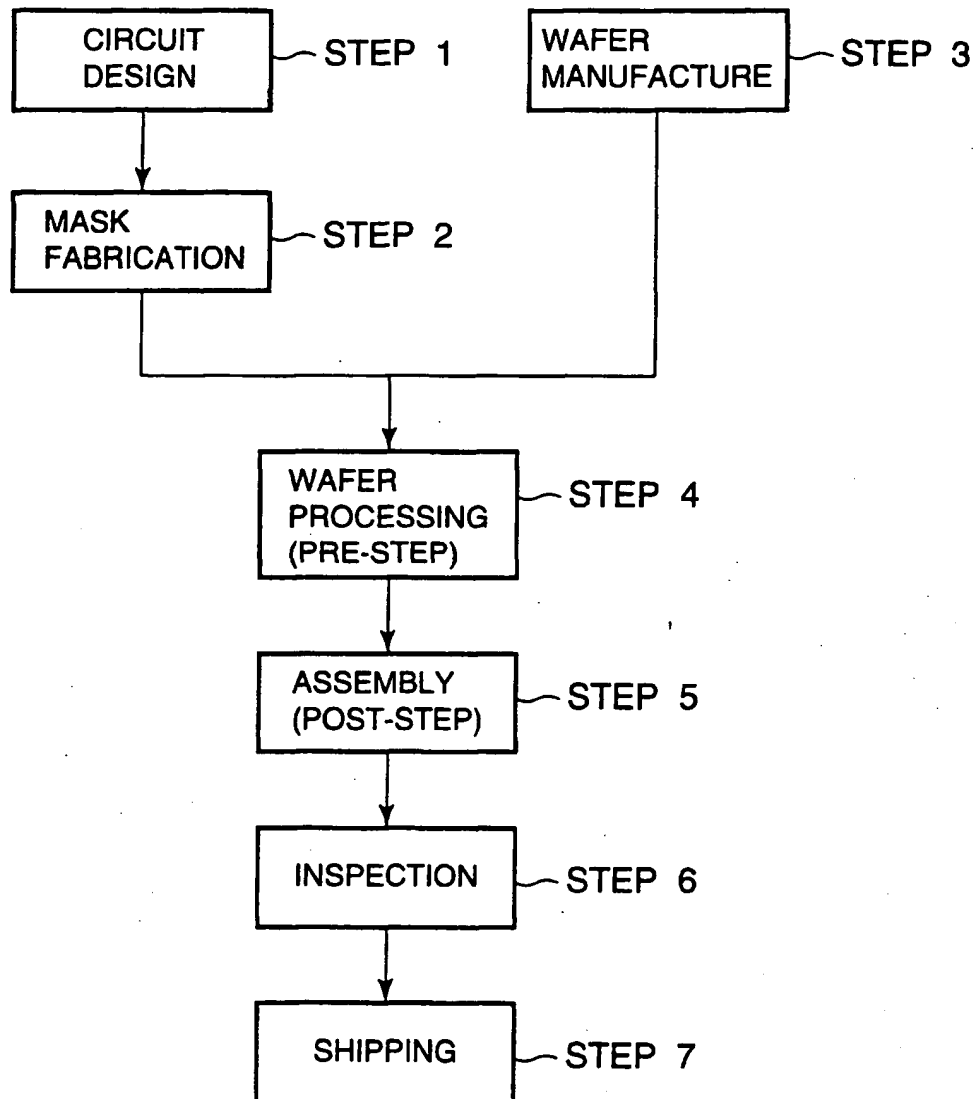 CIRCUIT
DESIGN
STEP 1
WAFER
MANUFACTURE
STEP 3
MASK
FABRICATION
STEP 2
WAFER
PROCESSING
(PRE-STEP)
STEP 4
ASSEMBLY
(POST-STEP)
STEP 5
INSPECTION
STEP 6
SHIPPING
STEP 7